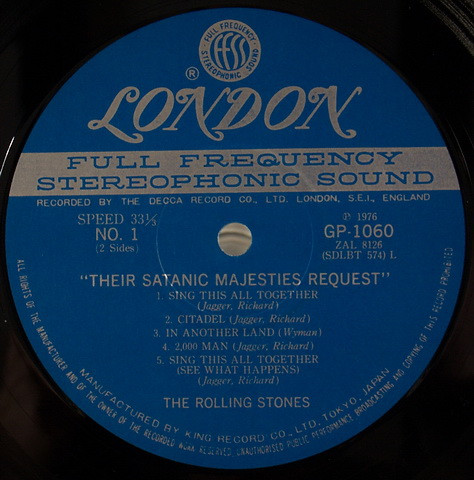 FULL FREQUENCY
ffss
STEREOPHONIC SOUND
®
LONDON
FULL FREQUENCY
STEREOPHONIC SOUND
RECORDED BY THE DECCA RECORD CO., LTD. LONDON, S.E.I., ENGLAND
SPEED 33⅓
NO. 1
(2 Sides)
℗ 1976
GP-1060
ZAL 8126
(SDLBT 574) L
"THEIR SATANIC MAJESTIES REQUEST"
1. SING THIS ALL TOGETHER
(Jagger, Richard)
2. CITADEL (Jagger, Richard)
3. IN ANOTHER LAND (Wyman)
4. 2,000 MAN (Jagger, Richard)
5. SING THIS ALL TOGETHER
(SEE WHAT HAPPENS)
(Jagger, Richard)
THE ROLLING STONES
MANUFACTURED BY KING RECORD CO., LTD., TOKYO, JAPAN
ALL RIGHTS OF THE MANUFACTURER AND OF THE OWNER OF THE RECORDED WORK RESERVED. UNAUTHORISED PUBLIC PERFORMANCE, BROADCASTING AND COPYING OF THIS RECORD PROHIBITED